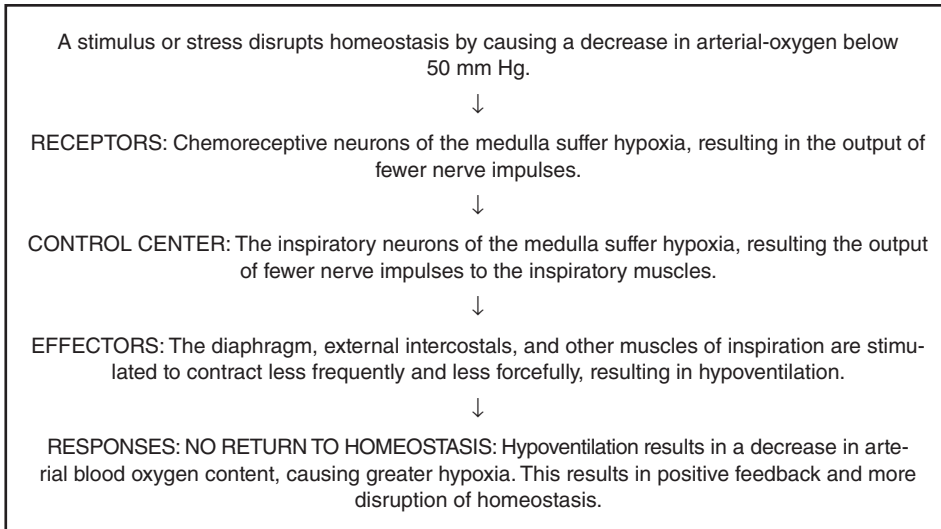 A stimulus or stress disrupts homeostasis by causing a decrease in arterial-oxygen below
50 mm Hg.
↓
RECEPTORS: Chemoreceptive neurons of the medulla suffer hypoxia, resulting in the output of
fewer nerve impulses.
↓
CONTROL CENTER: The inspiratory neurons of the medulla suffer hypoxia, resulting the output
of fewer nerve impulses to the inspiratory muscles.
↓
EFFECTORS: The diaphragm, external intercostals, and other muscles of inspiration are stimu-
lated to contract less frequently and less forcefully, resulting in hypoventilation.
↓
RESPONSES: NO RETURN TO HOMEOSTASIS: Hypoventilation results in a decrease in arte-
rial blood oxygen content, causing greater hypoxia. This results in positive feedback and more
disruption of homeostasis.